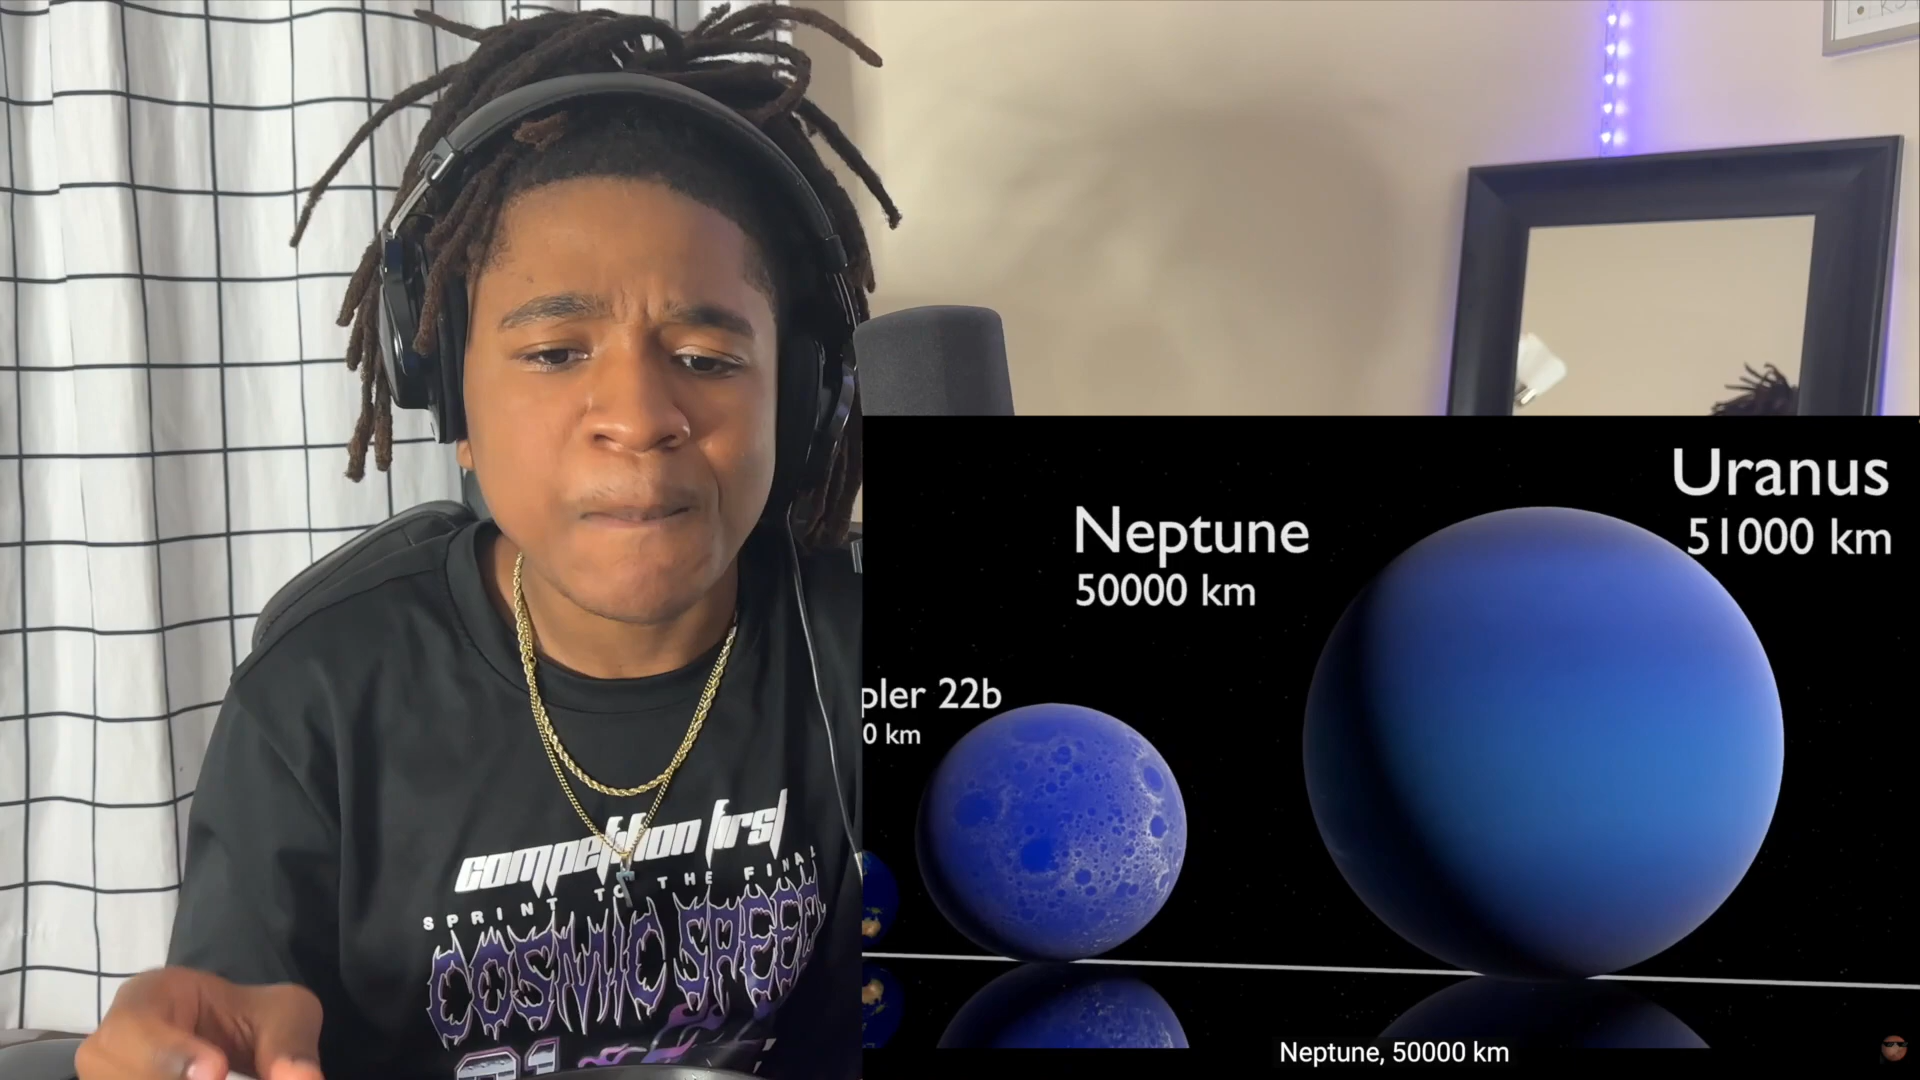 competition first
SPRINT TO THE FINAL
COSMIC SPEED
Uranus
51000 km
Neptune
50000 km
pler 22b
0 km
Neptune, 50000 km